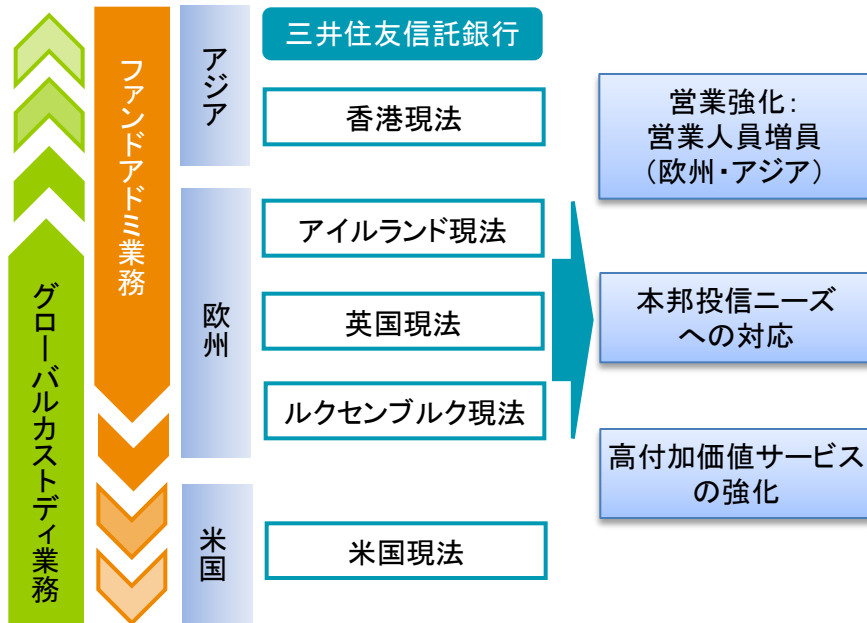 グローバルカストディ業務
ファンドアドミ業務
アジア
三井住友信託銀行
香港現法
欧州
アイルランド現法
英国現法
ルクセンブルク現法
米国
米国現法
営業強化：
営業人員増員
（欧州・アジア）
本邦投信ニーズ
への対応
高付加価値サービス
の強化